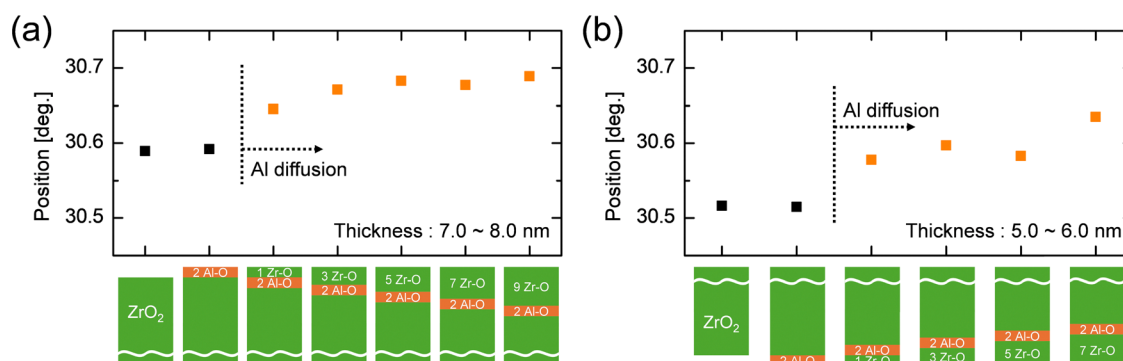 (a)
Position [deg.]
30.7
30.6
30.5
Al diffusion
Thickness : 7.0 ~ 8.0 nm
ZrO2
2 Al-O
1 Zr-O
2 Al-O
3 Zr-O
2 Al-O
5 Zr-O
2 Al-O
7 Zr-O
2 Al-O
9 Zr-O
2 Al-O
(b)
Position [deg.]
30.7
30.6
30.5
Al diffusion
Thickness : 5.0 ~ 6.0 nm
ZrO2
2 Al-O
2 Al-O
1 Zr-O
2 Al-O
3 Zr-O
2 Al-O
5 Zr-O
2 Al-O
7 Zr-O